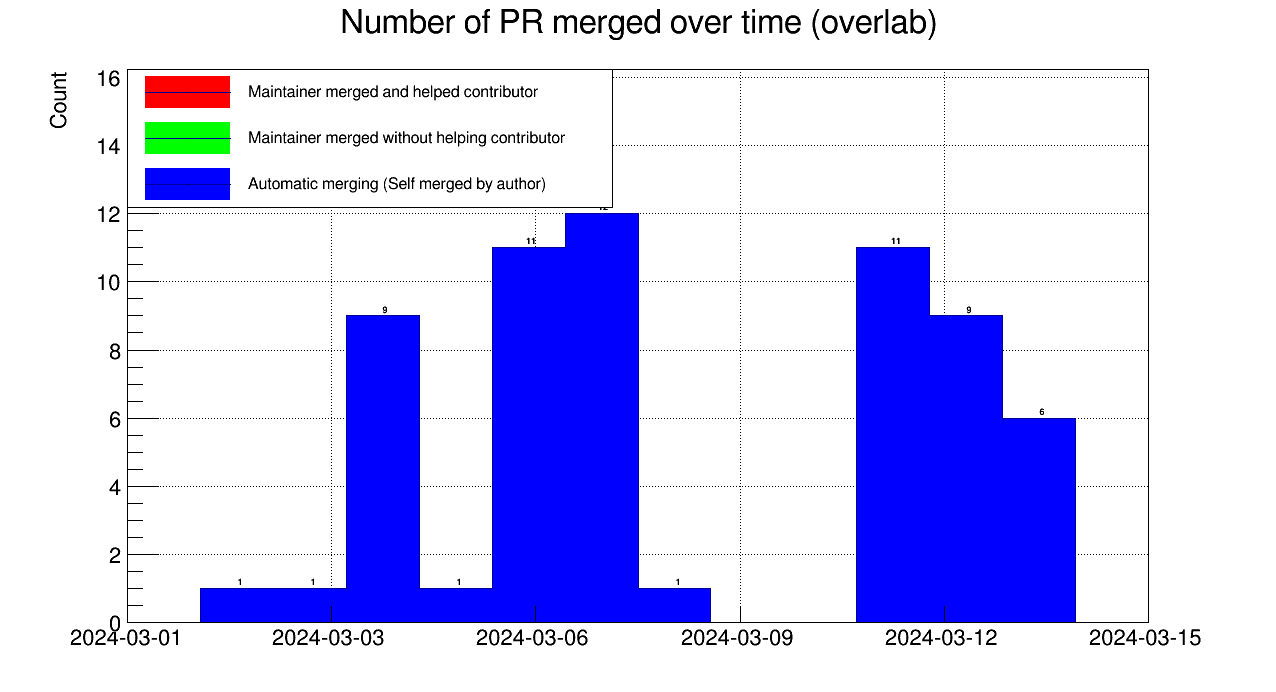 Number of PR merged over time (overlab)
Count
16
14
12
10
8
6
4
2
0
Maintainer merged and helped contributor
Maintainer merged without helping contributor
Automatic merging (Self merged by author)
1 1 9 1 11 12 1 11 9 6
2024-03-01 2024-03-03 2024-03-06 2024-03-09 2024-03-12 2024-03-15